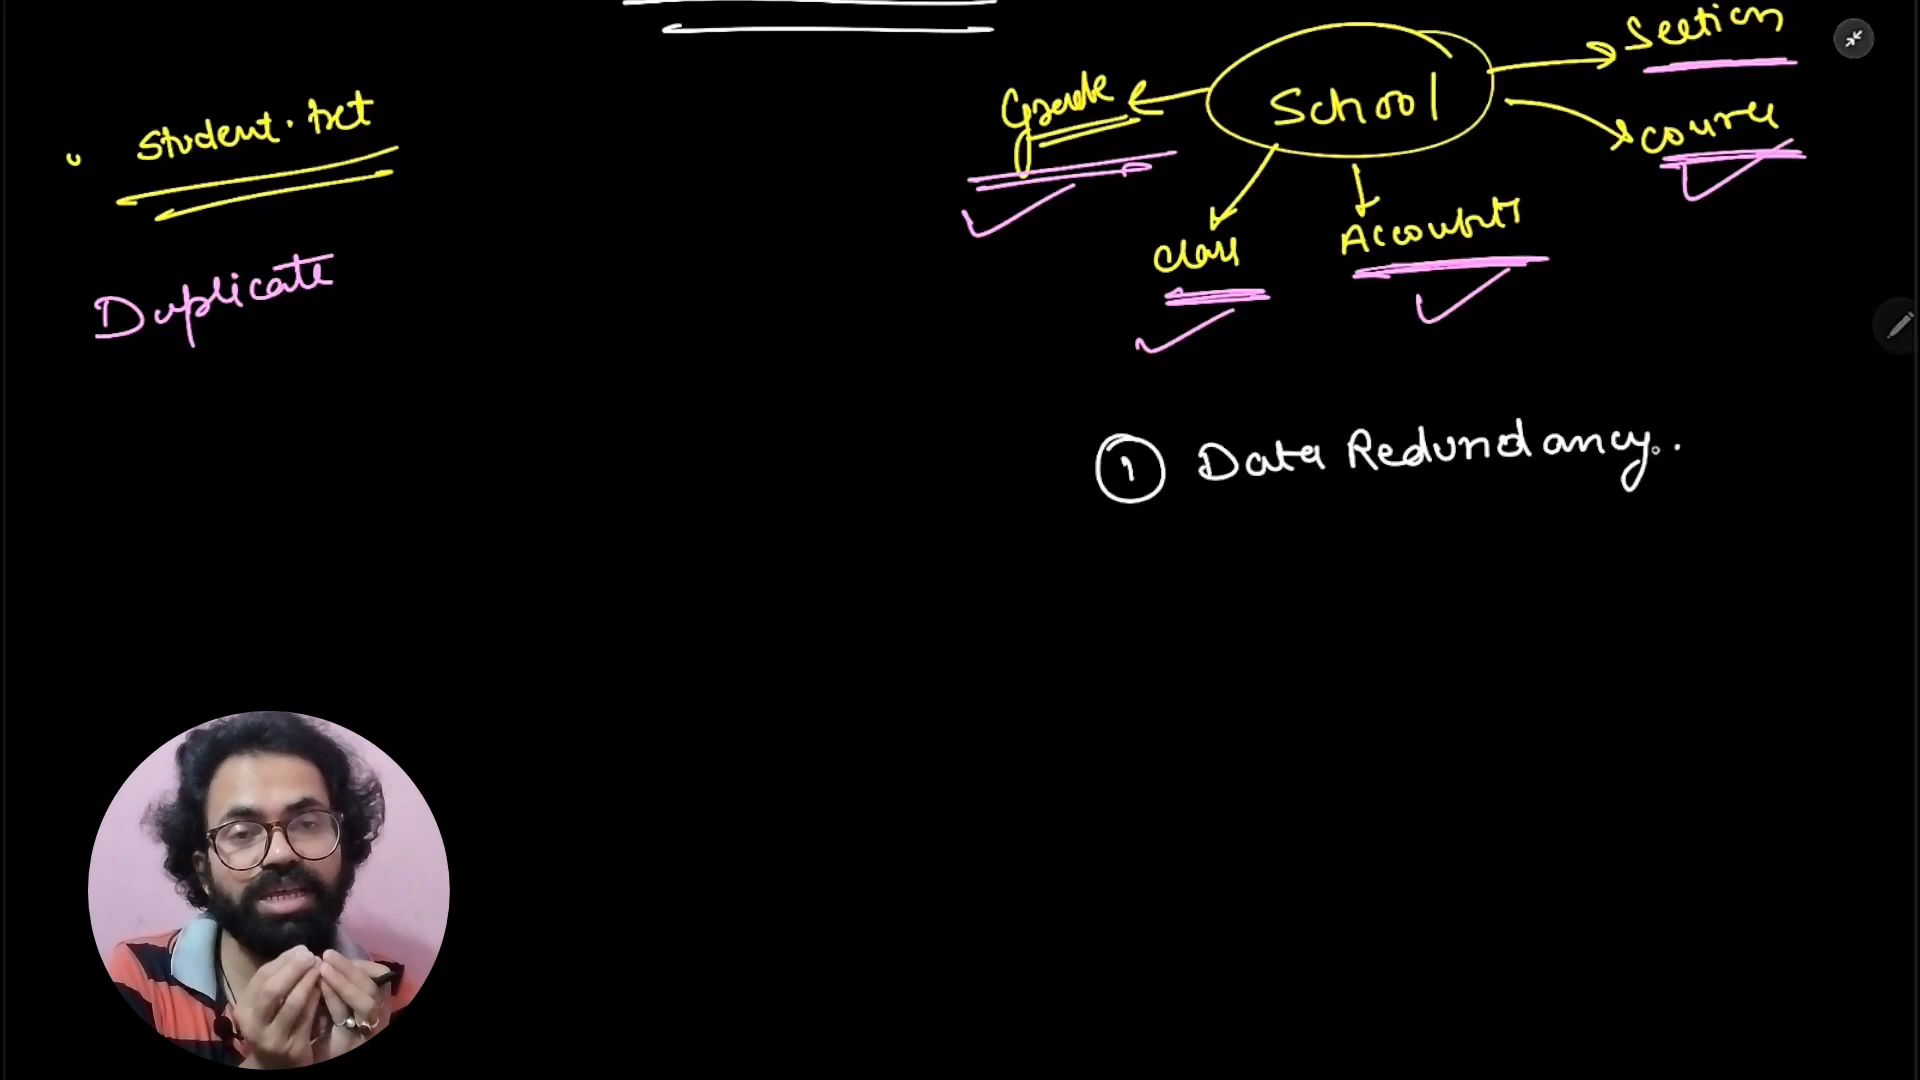 Section
School
Grade
Student.txt
Course
Accounts
Class
Duplicate
1 Data Redundancy..